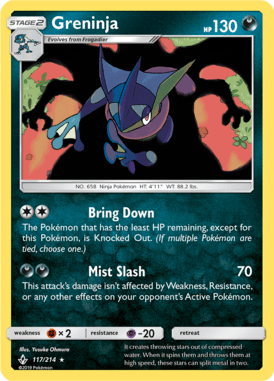 STAGE2 Greninja HP130
Evolves from Frogadier
NO. 658 Ninja Pokémon HT: 4'11" WT: 88.2 lbs.
Bring Down
The Pokémon that has the least HP remaining, except for
this Pokémon, is Knocked Out. (If multiple Pokémon are
tied, choose one.)
Mist Slash 70
This attack's damage isn't affected by Weakness, Resistance,
or any other effects on your opponent's Active Pokémon.
weakness ×2 resistance -20 retreat
Illus. Yuuka Ohmura
117/214 ★
©2019 Pokémon
It creates throwing stars out of compressed
water. When it spins them and throws them at
high speed, these stars can split metal in two.